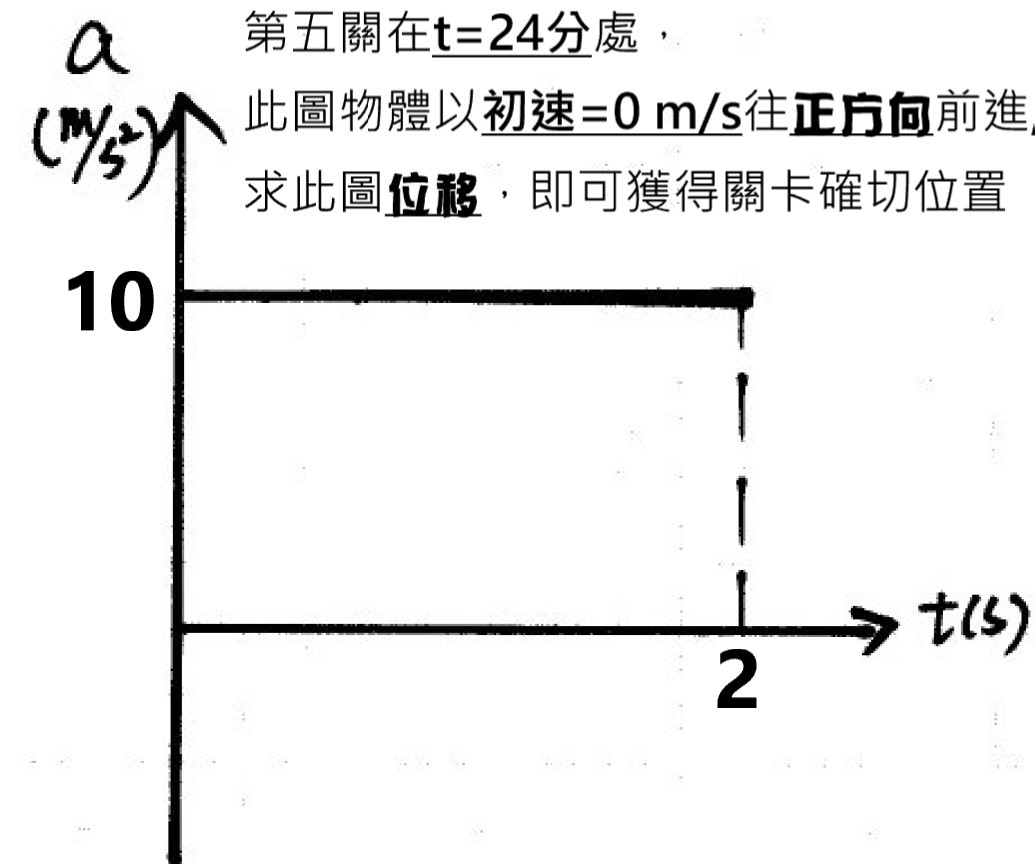 a
(m/s²)
第五關在t=24分處，
此圖物體以初速=0 m/s往正方向前進,
求此圖位移，即可獲得關卡確切位置
10
t(s)
2